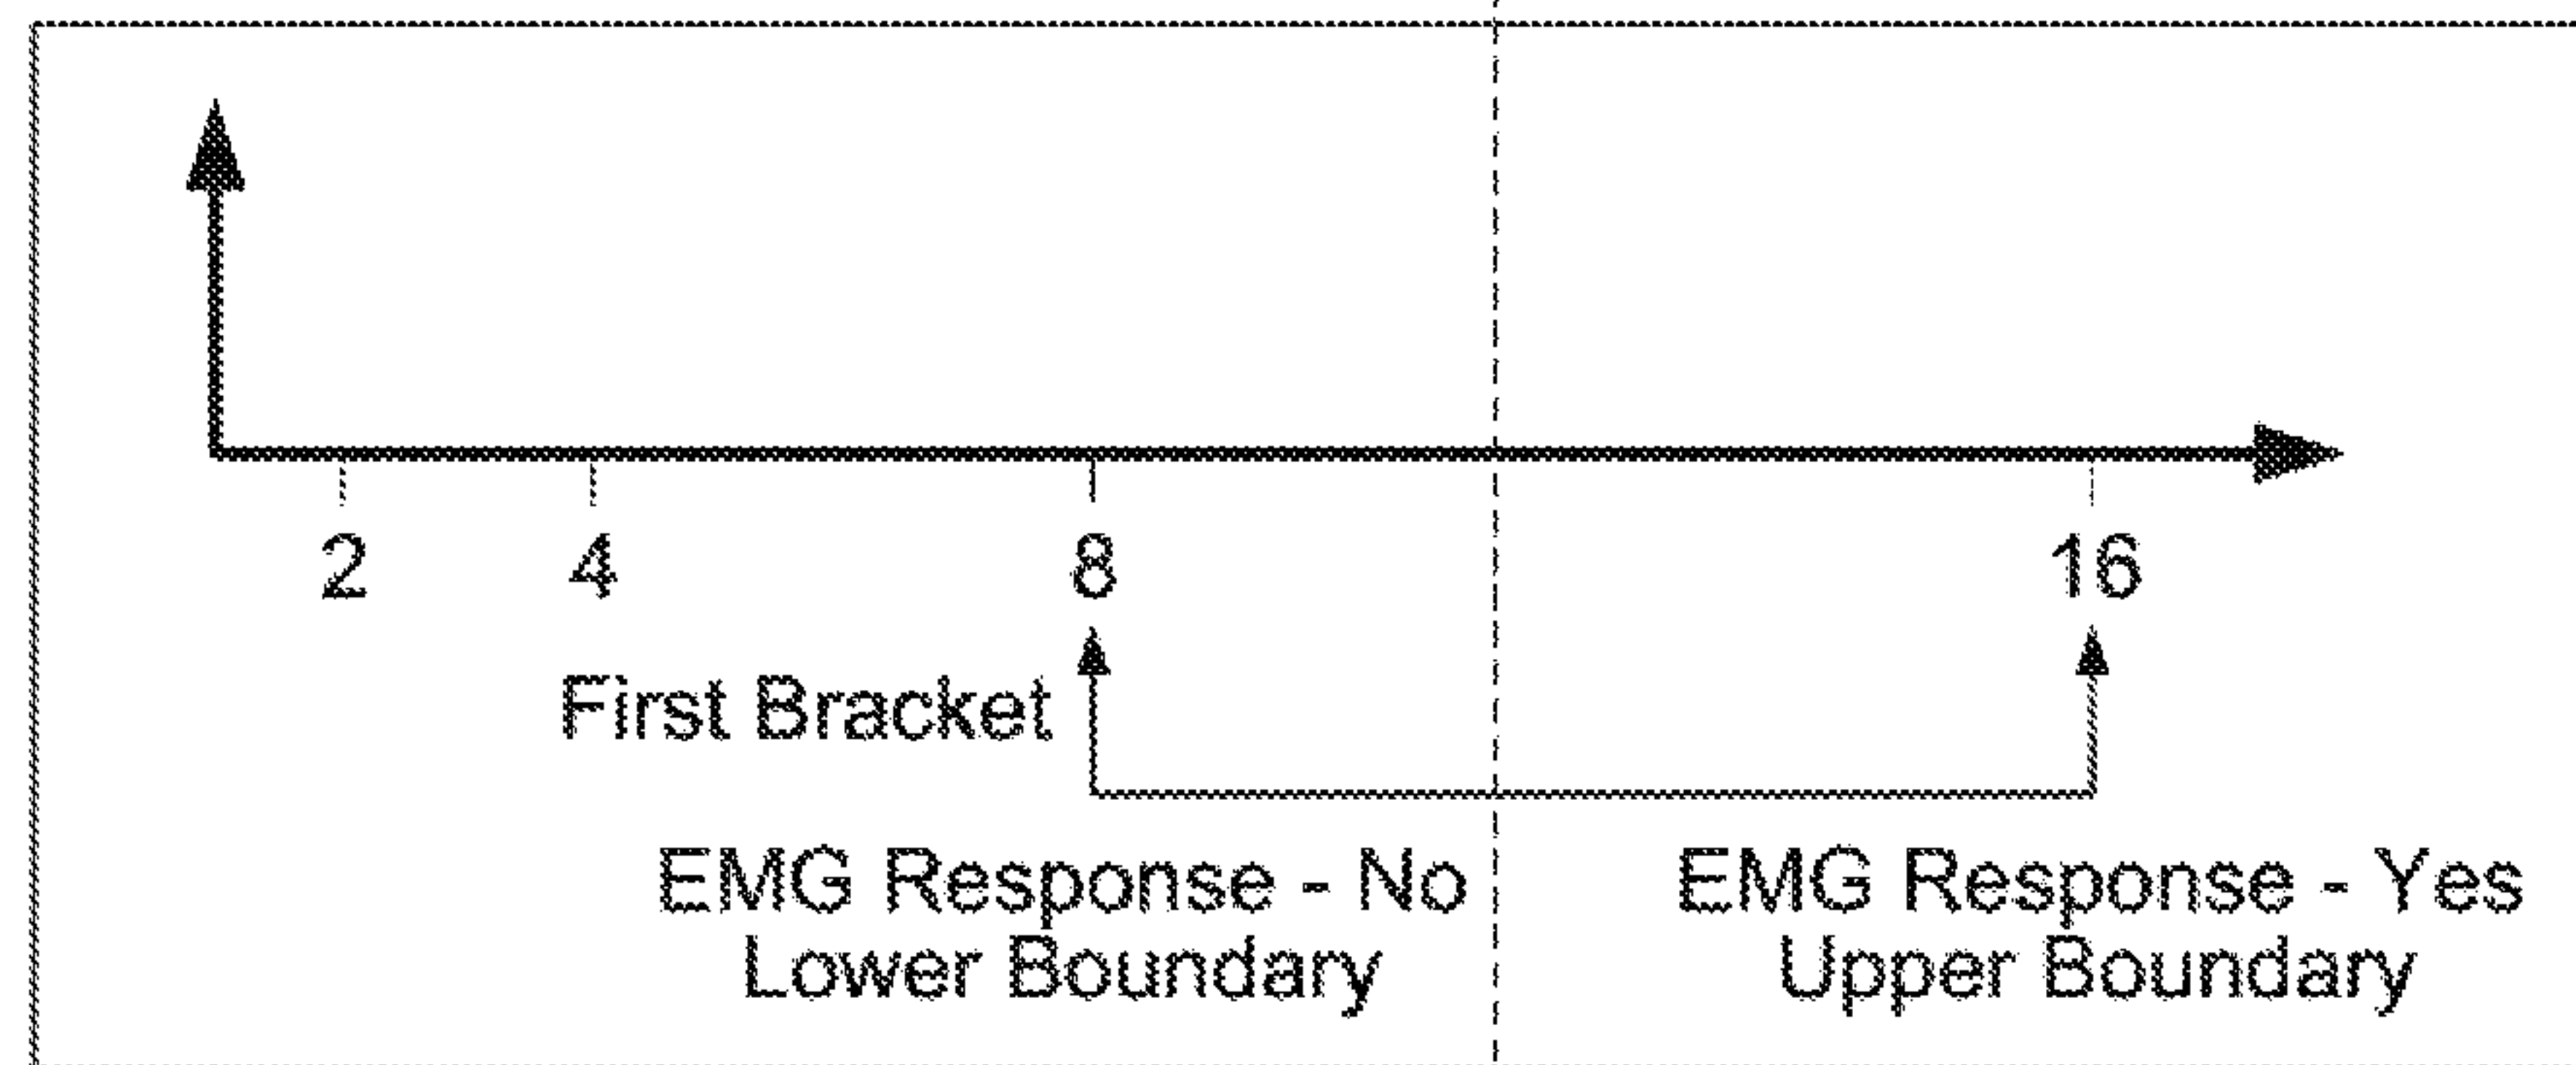 2 4 8 16
First Bracket
EMG Response - No EMG Response - Yes
Lower Boundary Upper Boundary